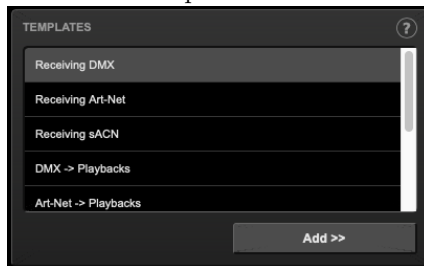 TEMPLATES ?
Receiving DMX
Receiving Art-Net
Receiving sACN
DMX -> Playbacks
Art-Net -> Playbacks
Add >>